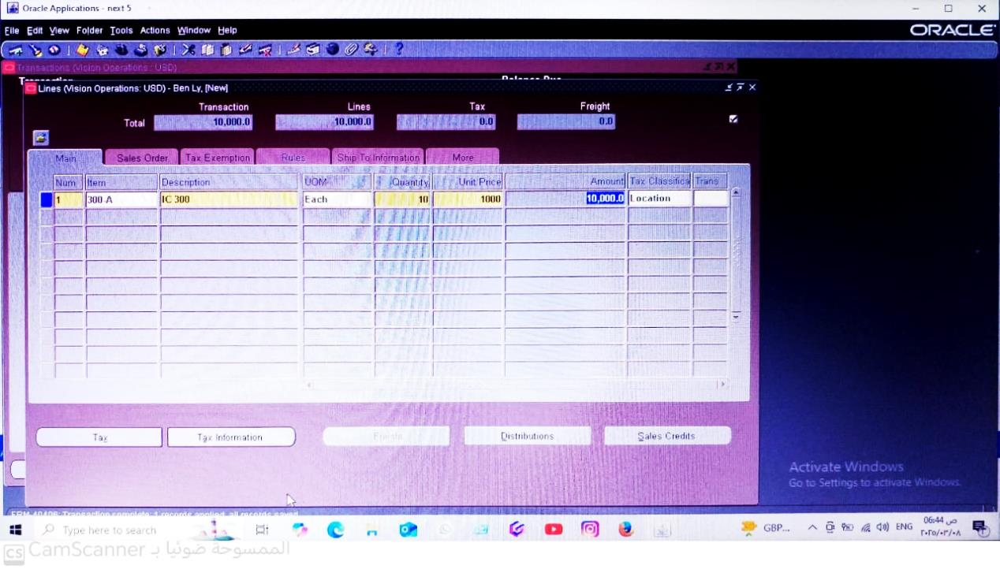 Oracle Applications - next 5
File Edit View Folder Tools Actions Window Help
ORACLE
Transactions (Vision Operations: USD)
Transaction Balance Due
Lines (Vision Operations: USD) - Ben Ly, [New]
Transaction Lines Tax Freight
Total 10,000.0 10,000.0 0.0 0.0
Main Sales Order Tax Exemption Rules Ship To Information More
Num Item Description UOM Quantity Unit Price Amount Tax Classifica Trans
1 300-A IC 300 Each 10 1000 10,000.0 Location
Tax Tax Information Freight Distributions Sales Credits
Activate Windows
Go to Settings to activate Windows.
FRM-40406: Transaction complete: 1 records applied; all records saved.
Type here to search GBP... ENG 06:44 ص
٢٠٢٥/٠٣/٠٨
CS CamScanner الممسوحة ضوئيا بـ